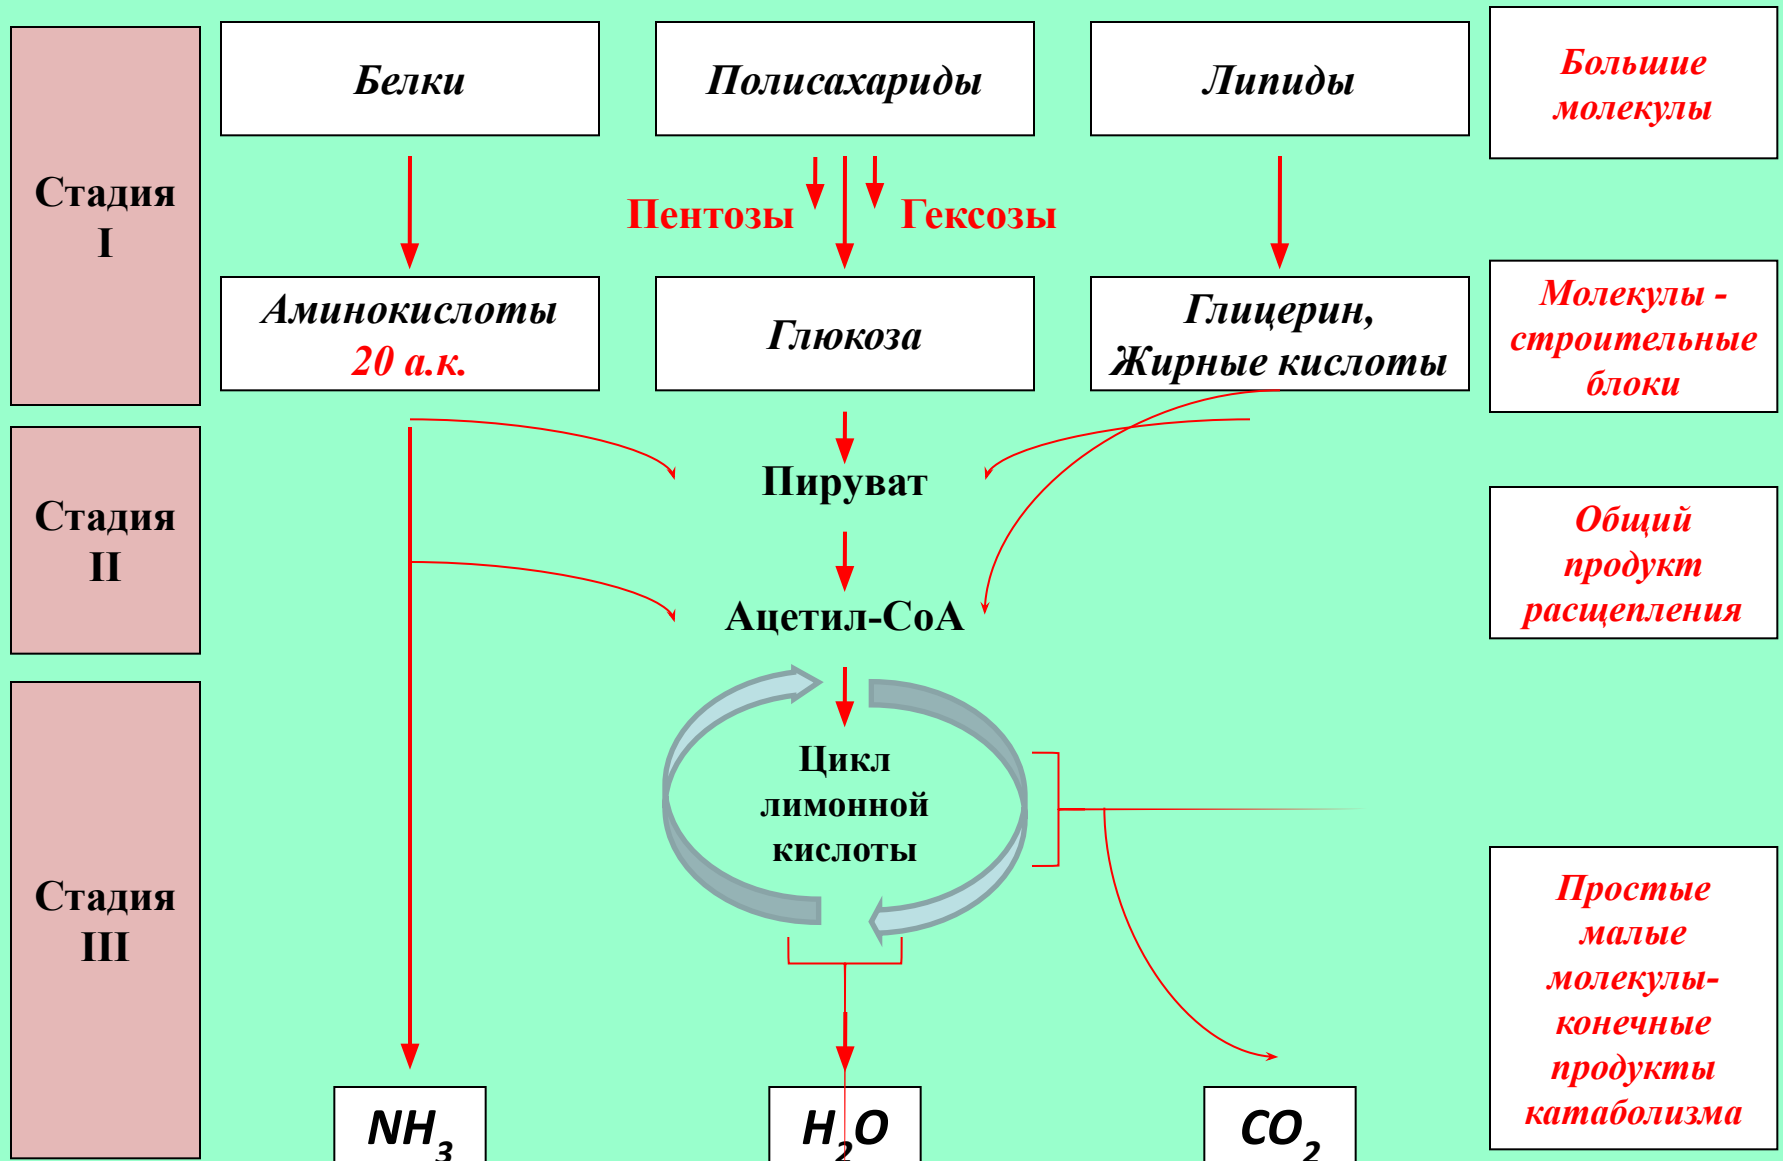 Белки
Полисахариды
Липиды
Большие
молекулы
Стадия
I
Пентозы
Гексозы
Аминокислоты
20 а.к.
Глюкоза
Глицерин,
Жирные кислоты
Молекулы -
строительные
блоки
Стадия
II
Пируват
Ацетил-CoA
Общий
продукт
расщепления
Стадия
III
Цикл
лимонной
кислоты
Простые
малые
молекулы-
конечные
продукты
катаболизма
NH₃
H₂O
CO₂